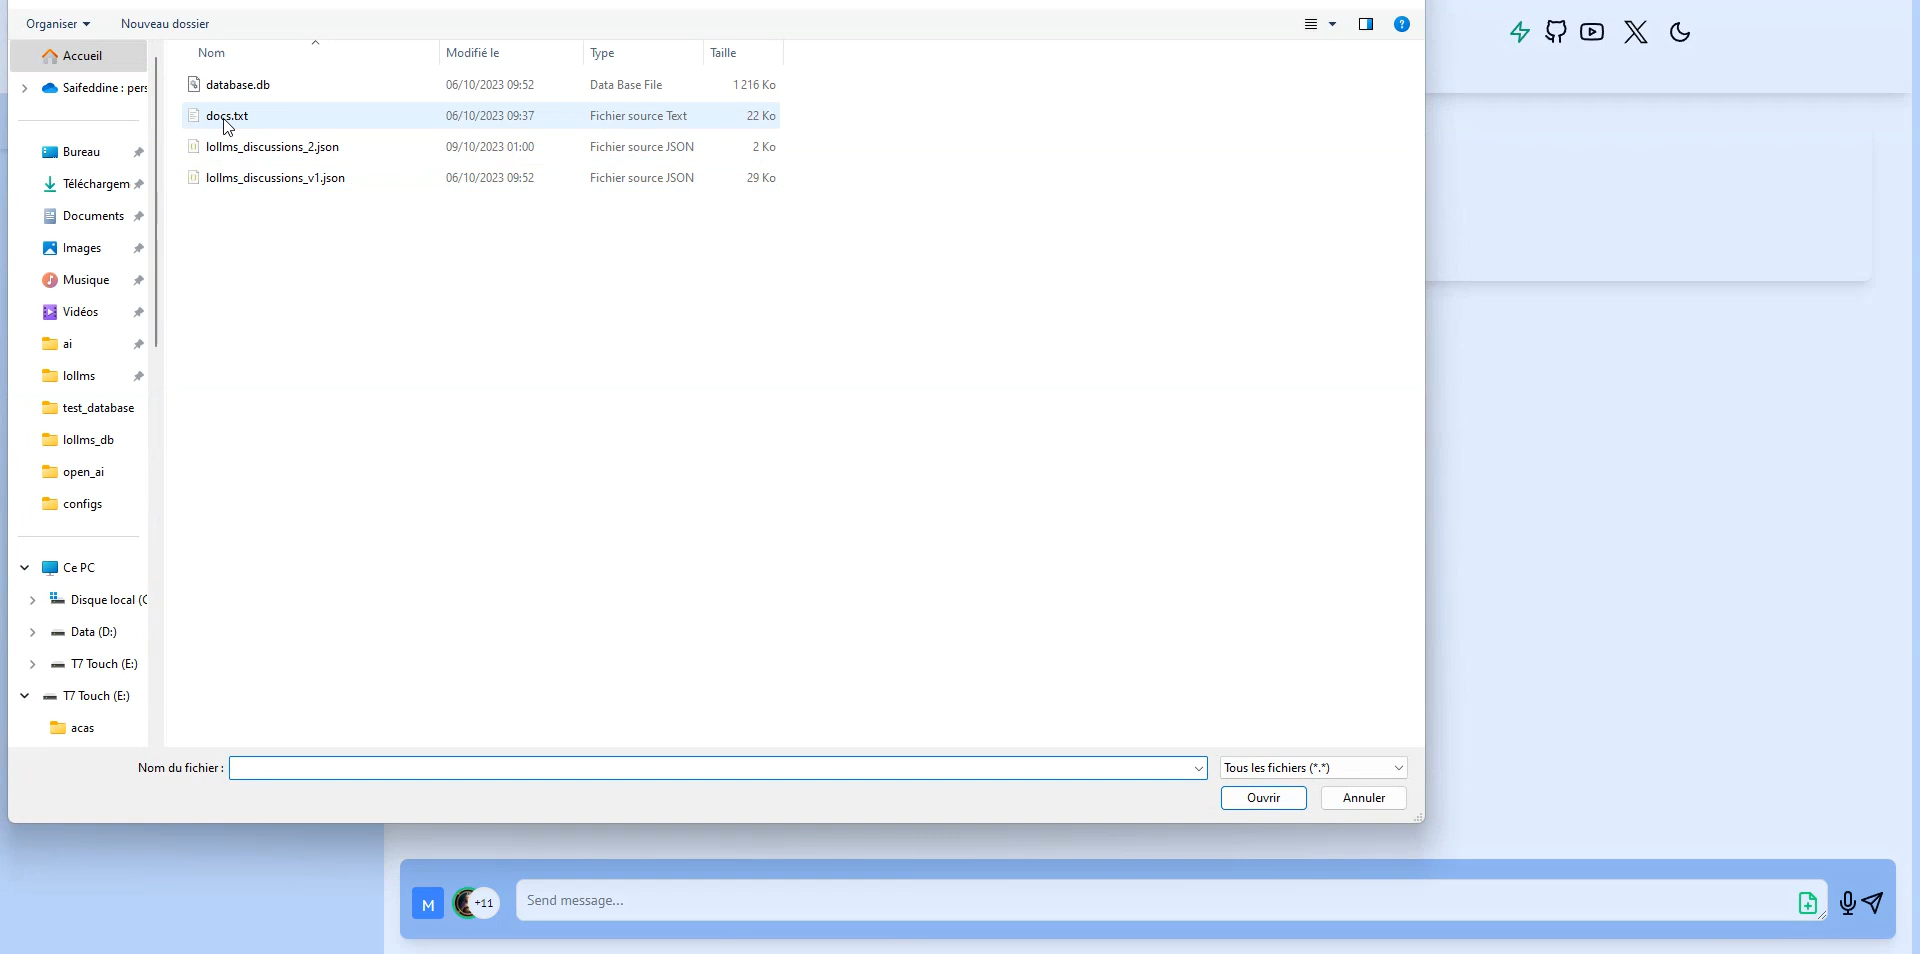 Organiser Nouveau dossier
Nom Modifié le Type Taille
database.db 06/10/2023 09:52 Data Base File 1 216 Ko
docs.txt 06/10/2023 09:37 Fichier source Text 22 Ko
lollms_discussions_2.json 09/10/2023 01:00 Fichier source JSON 2 Ko
lollms_discussions_v1.json 06/10/2023 09:52 Fichier source JSON 29 Ko
Accueil
Saifeddine : pers
Bureau
Téléchargem
Documents
Images
Musique
Vidéos
ai
lollms
test_database
lollms_db
open_ai
configs
Ce PC
Disque local (C
Data (D:)
T7 Touch (E:)
T7 Touch (E:)
acas
Nom du fichier : Tous les fichiers (*.*)
Ouvrir Annuler
M +11 Send message...